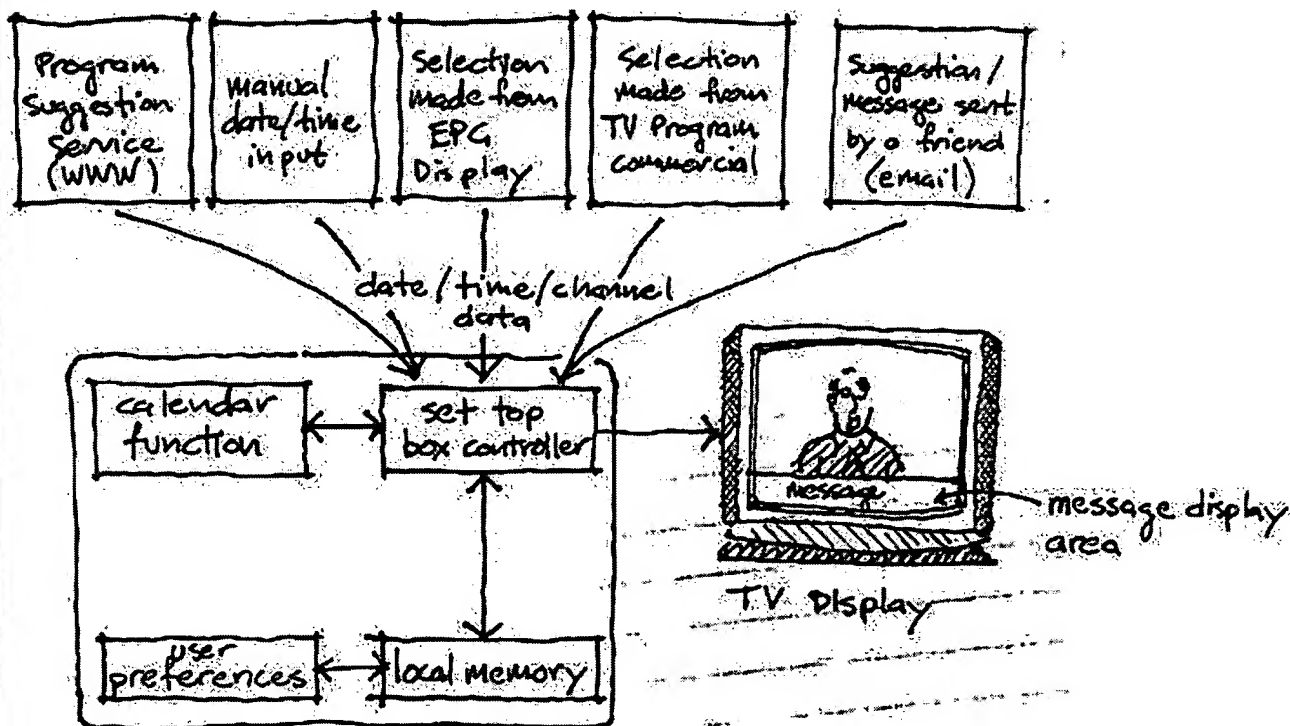 Program
Suggestion
Service
(WWW)
manual
date/time
input
Selection
made from
EPG
Display
Selection
made from
TV Program
commercial
Suggestion/
message sent
by a friend
(email)
date/time/channel
data
calendar
function
set top
box controller
message
message display
area
TV Display
user
preferences
local memory